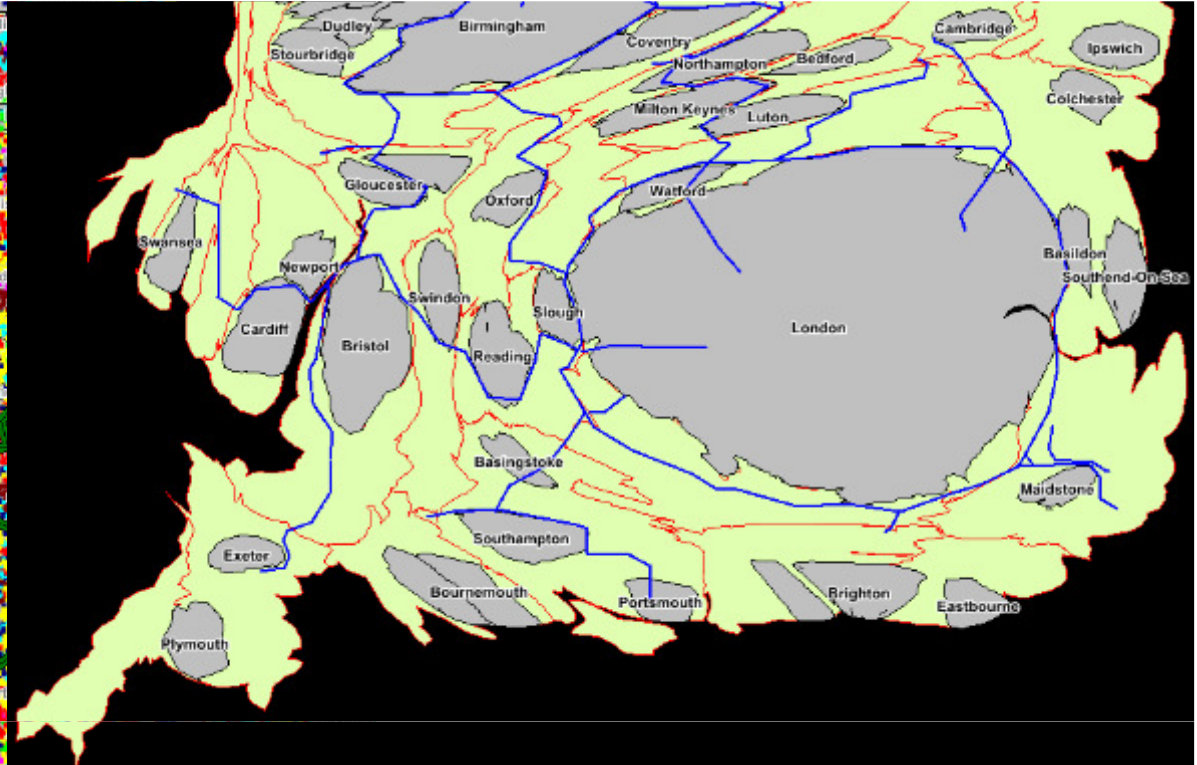 Dudley
Birmingham
Cambridge
Stourbridge
Coventry
Ipswich
Northampton
Bedford
Colchester
Milton Keynes
Luton
Gloucester
Watford
Oxford
Swansea
Basildon
Newport
Southend-On-Sea
Swindon
Slough
Cardiff
London
Bristol
Reading
Basingstoke
Maidstone
Southampton
Exeter
Bournemouth
Portsmouth
Brighton
Eastbourne
Plymouth